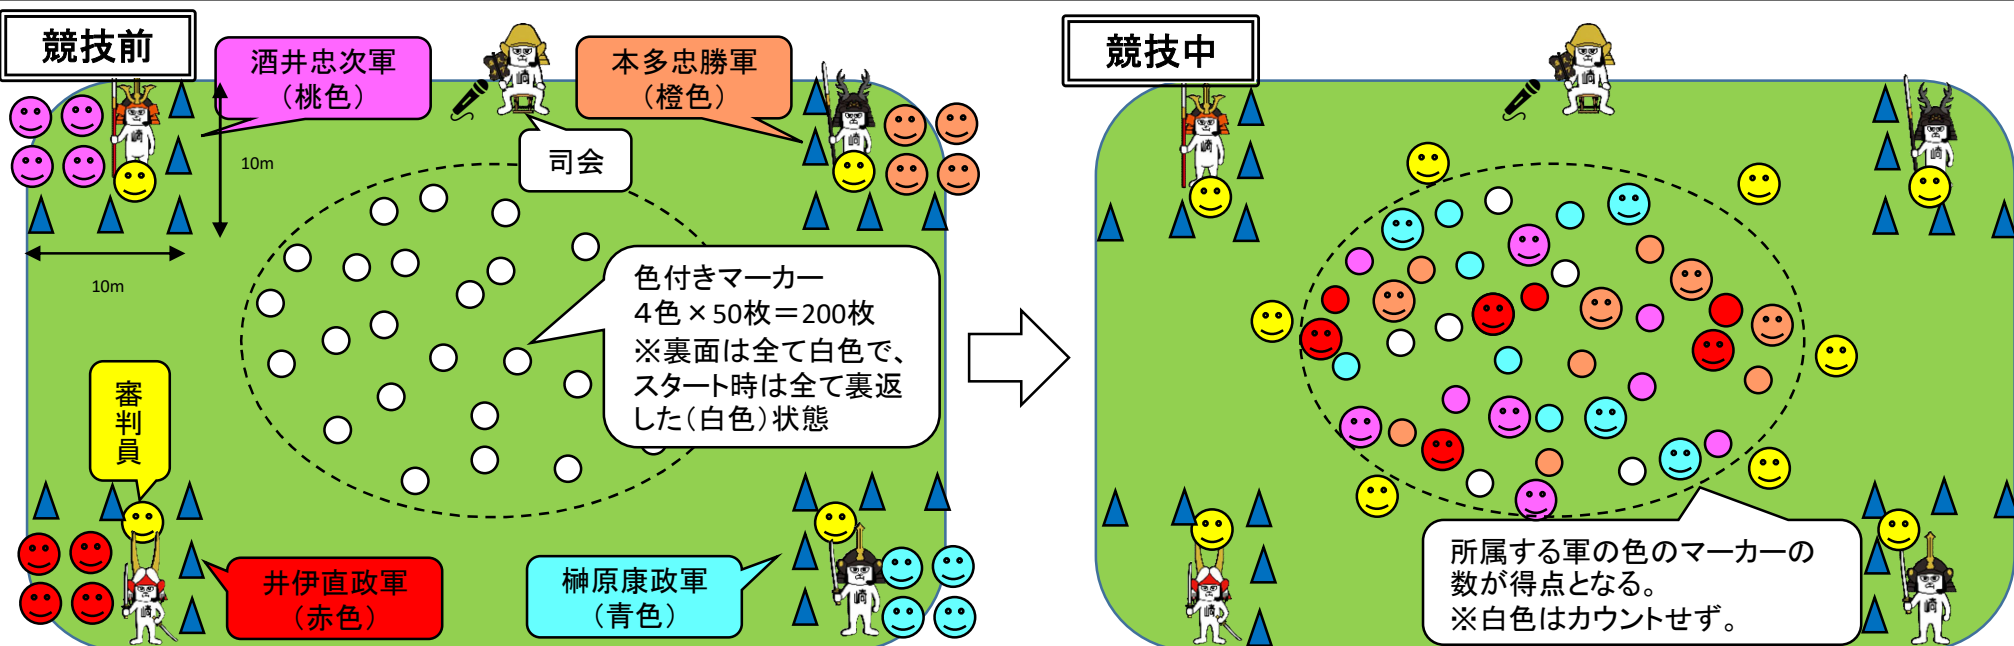 競技前
酒井忠次軍
（桃色）
本多忠勝軍
（橙色）
司会
10m
10m
色付きマーカー
４色×50枚＝200枚
※裏面は全て白色で、
スタート時は全て裏返
した（白色）状態
審判員
井伊直政軍
（赤色）
榊原康政軍
（青色）
競技中
所属する軍の色のマーカーの
数が得点となる。
※白色はカウントせず。